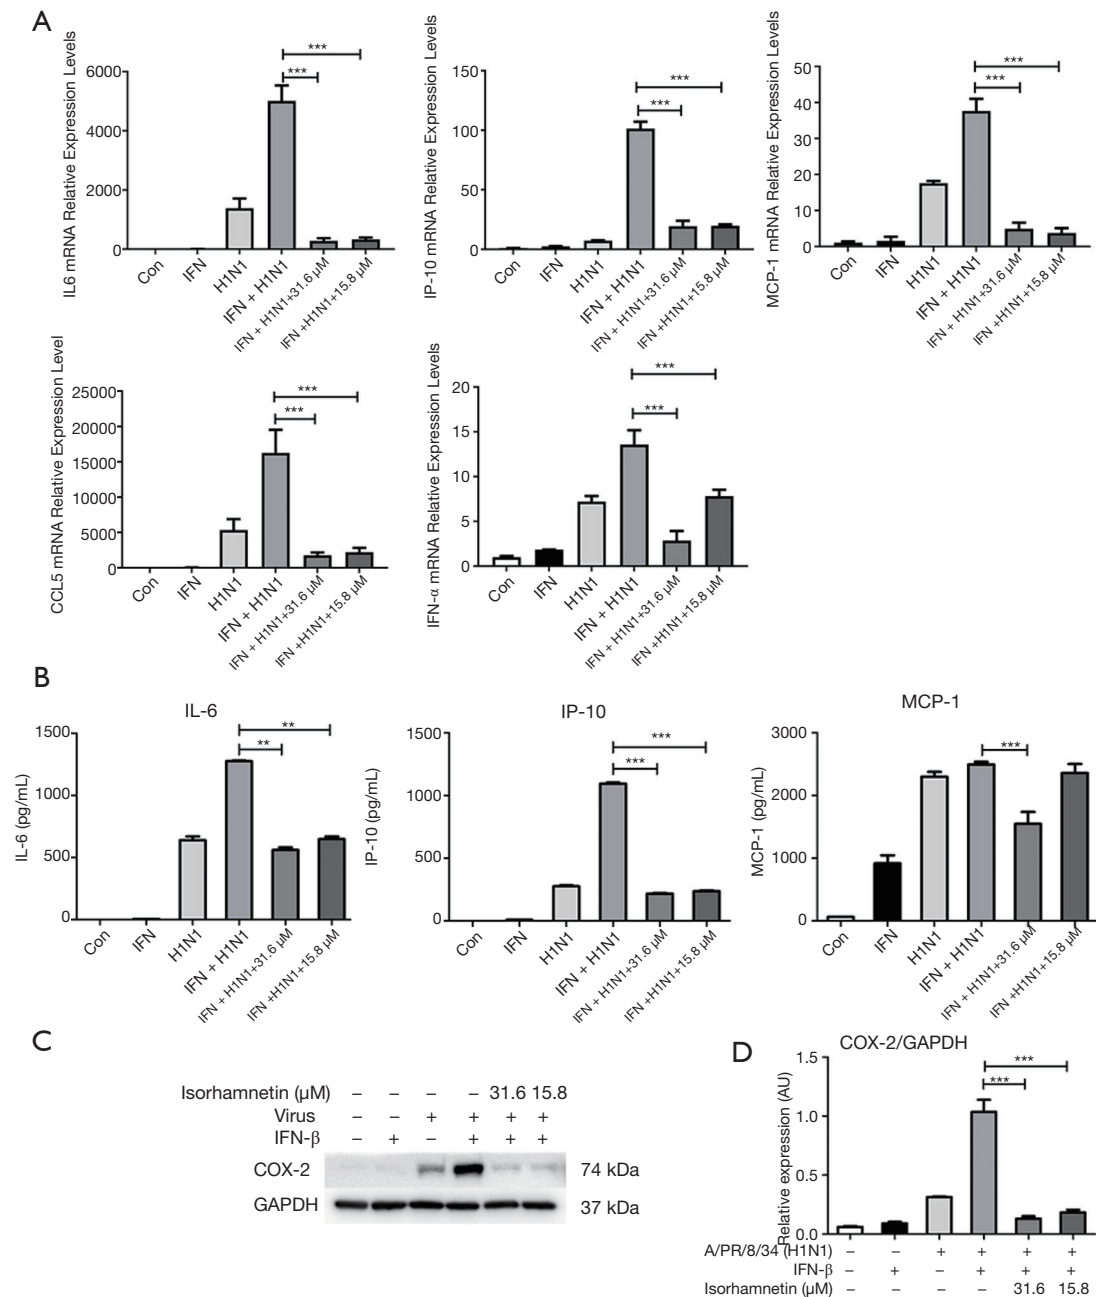 A
IL6 mRNA Relative Expression Levels
6000
4000
2000
0
***
***
Con
IFN
H1N1
IFN + H1N1
IFN + H1N1+31.6 μM
IFN +H1N1+15.8 μM
IP-10 mRNA Relative Expression Levels
150
100
50
0
***
***
Con
IFN
H1N1
IFN + H1N1
IFN + H1N1+31.6 μM
IFN +H1N1+15.8 μM
MCP-1 mRNA Relative Expression Levels
50
40
30
20
10
0
***
***
Con
IFN
H1N1
IFN + H1N1
IFN + H1N1+31.6 μM
IFN +H1N1+15.8 μM
CCL5 mRNA Relative Expression Level
25000
20000
15000
10000
5000
0
***
***
Con
IFN
H1N1
IFN + H1N1
IFN + H1N1+31.6 μM
IFN +H1N1+15.8 μM
IFN-α mRNA Relative Expression Levels
20
15
10
5
0
***
***
Con
IFN
H1N1
IFN + H1N1
IFN + H1N1+31.6 μM
IFN +H1N1+15.8 μM
B
IL-6
IL-6 (pg/mL)
1500
1000
500
0
**
**
Con
IFN
H1N1
IFN + H1N1
IFN + H1N1+31.6 μM
IFN +H1N1+15.8 μM
IP-10
IP-10 (pg/mL)
1500
1000
500
0
***
***
Con
IFN
H1N1
IFN + H1N1
IFN + H1N1+31.6 μM
IFN +H1N1+15.8 μM
MCP-1
MCP-1 (pg/mL)
3000
2000
1000
0
***
Con
IFN
H1N1
IFN + H1N1
IFN + H1N1+31.6 μM
IFN +H1N1+15.8 μM
C
Isorhamnetin (μM) – – – – 31.6 15.8
Virus – – + – + +
IFN-β – + – + + +
COX-2 74 kDa
GAPDH 37 kDa
D
COX-2/GAPDH
Relative expression (AU)
1.5
1.0
0.5
0.0
***
***
A/PR/8/34 (H1N1) – – + + + +
IFN-β – + – + + +
Isorhamnetin (μM) – – – – 31.6 15.8